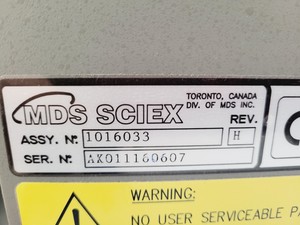 MDS SCIEX
TORONTO, CANADA
DIV. OF MDS INC.
REV.
ASSY. Nº 1016033 H
SER. Nº AK011160607
WARNING:
NO USER SERVICEABLE PA